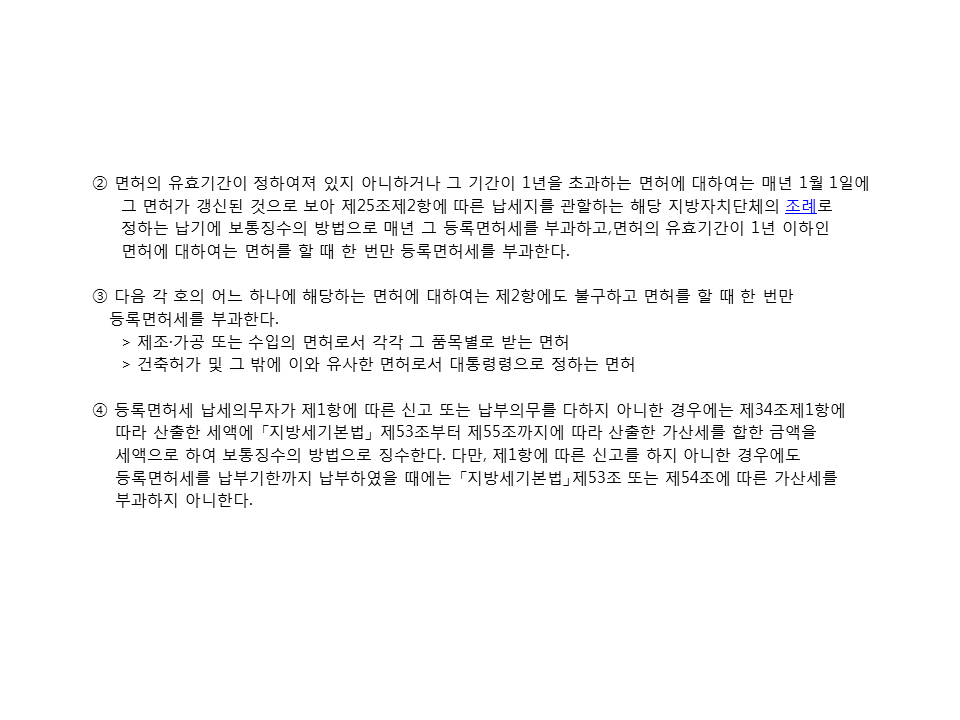 ② 면허의 유효기간이 정하여져 있지 아니하거나 그 기간이 1년을 초과하는 면허에 대하여는 매년 1월 1일에
그 면허가 갱신된 것으로 보아 제25조제2항에 따른 납세지를 관할하는 해당 지방자치단체의 조례로
정하는 납기에 보통징수의 방법으로 매년 그 등록면허세를 부과하고,면허의 유효기간이 1년 이하인
면허에 대하여는 면허를 할 때 한 번만 등록면허세를 부과한다.
③ 다음 각 호의 어느 하나에 해당하는 면허에 대하여는 제2항에도 불구하고 면허를 할 때 한 번만
등록면허세를 부과한다.
> 제조·가공 또는 수입의 면허로서 각각 그 품목별로 받는 면허
> 건축허가 및 그 밖에 이와 유사한 면허로서 대통령령으로 정하는 면허
④ 등록면허세 납세의무자가 제1항에 따른 신고 또는 납부의무를 다하지 아니한 경우에는 제34조제1항에
따라 산출한 세액에 「지방세기본법」 제53조부터 제55조까지에 따라 산출한 가산세를 합한 금액을
세액으로 하여 보통징수의 방법으로 징수한다. 다만, 제1항에 따른 신고를 하지 아니한 경우에도
등록면허세를 납부기한까지 납부하였을 때에는 「지방세기본법」제53조 또는 제54조에 따른 가산세를
부과하지 아니한다.